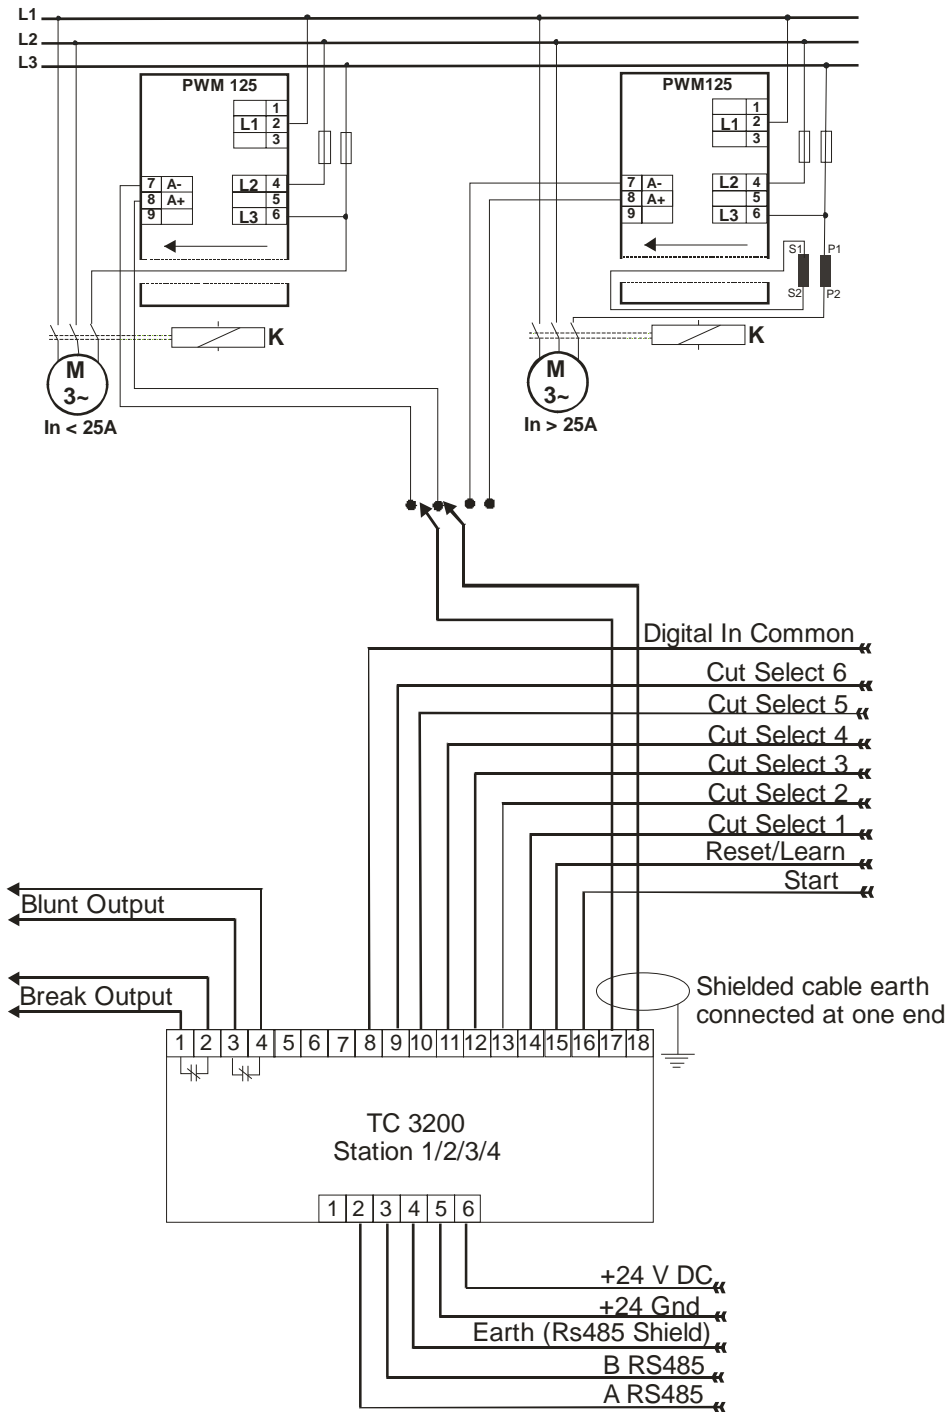 L1
L2
L3
PWM 125
1
L1 2
3
7 A- L2 4
8 A+ 5
9 L3 6
K
M
3~
In < 25A
PWM125
1
L1 2
3
7 A- L2 4
8 A+ 5
9 L3 6
S1 P1
S2 P2
K
M
3~
In > 25A
Digital In Common
Cut Select 6
Cut Select 5
Cut Select 4
Cut Select 3
Cut Select 2
Cut Select 1
Reset/Learn
Start
Blunt Output
Break Output
Shielded cable earth
connected at one end
1 2 3 4 5 6 7 8 9 10 11 12 13 14 15 16 17 18
TC 3200
Station 1/2/3/4
1 2 3 4 5 6
+24 V DC
+24 Gnd
Earth (Rs485 Shield)
B RS485
A RS485